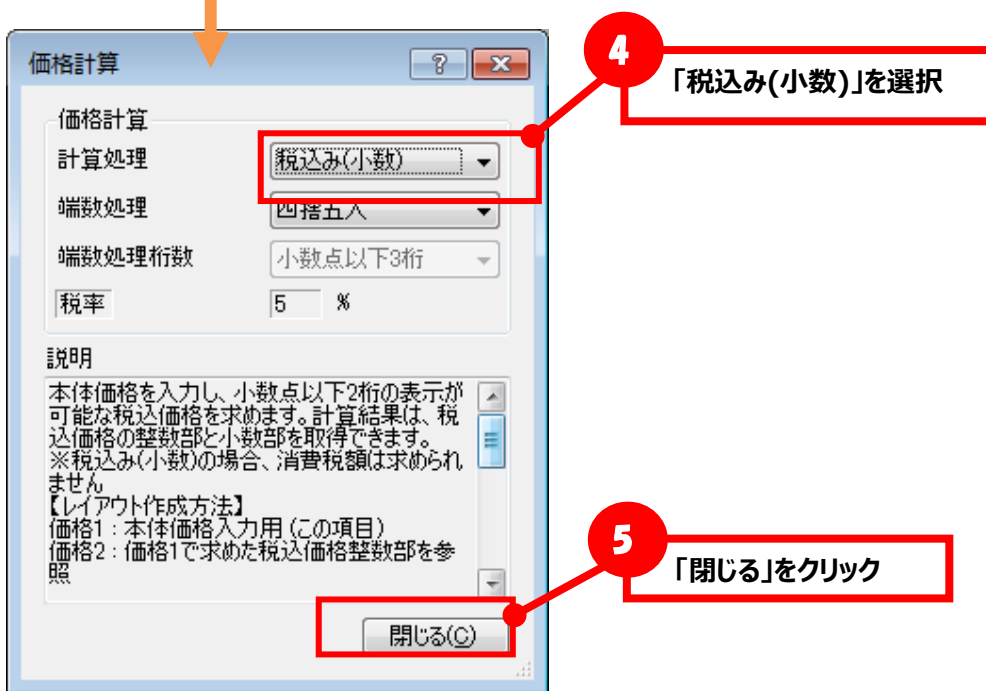 価格計算
価格計算
計算処理
税込み(小数)
端数処理
四捨五入
端数処理桁数
小数点以下3桁
税率
5 %
説明
本体価格を入力し、小数点以下2桁の表示が
可能な税込価格を求めます。計算結果は、税
込価格の整数部と小数部を取得できます。
※税込み(小数)の場合、消費税額は求められ
ません
【レイアウト作成方法】
価格1:本体価格入力用(この項目)
価格2:価格1で求めた税込価格整数部を参
照
閉じる(C)
4
「税込み(小数)」を選択
5
「閉じる」をクリック